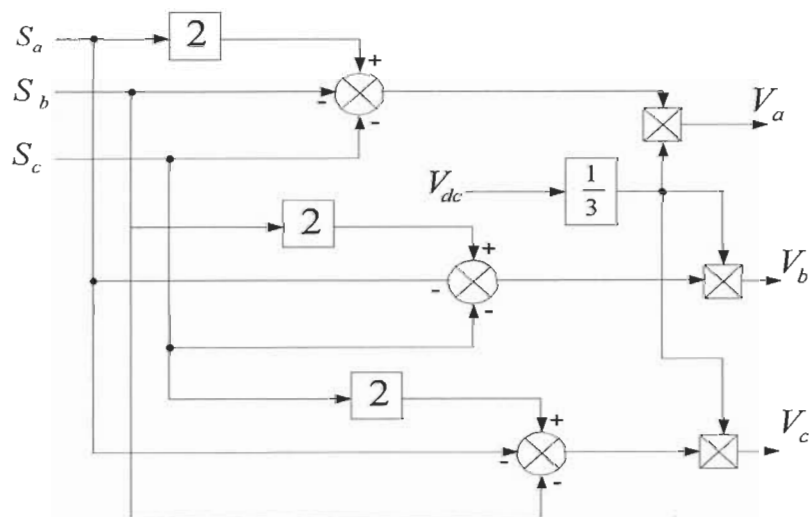 S_a
2
+
S_b
-
-
V_a
S_c
V_dc
1/3
2
+
V_b
-
-
2
+
V_c
-
-